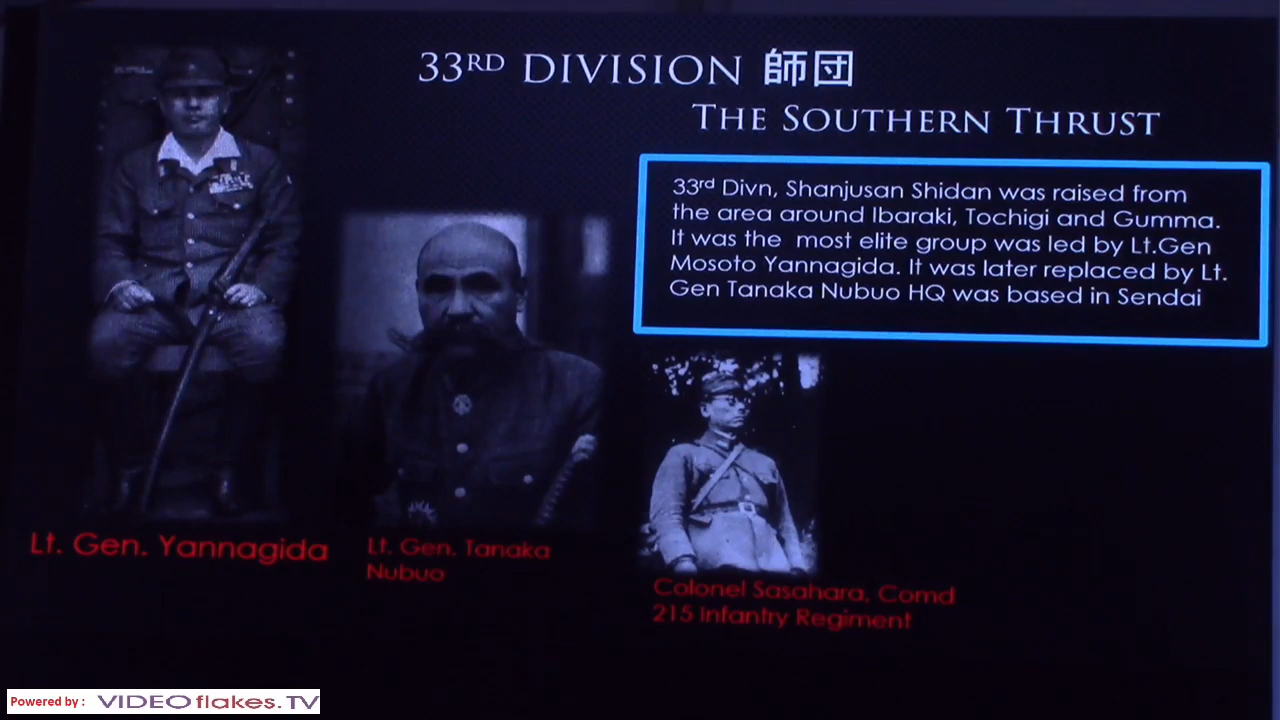 33RD DIVISION 師団
THE SOUTHERN THRUST
33rd Divn, Shanjusan Shidan was raised from
the area around Ibaraki, Tochigi and Gumma.
It was the most elite group was led by Lt.Gen
Mosoto Yannagida. It was later replaced by Lt.
Gen Tanaka Nubuo HQ was based in Sendai
Lt. Gen. Yannagida
Lt. Gen. Tanaka
Nubuo
Colonel Sasahara, Comd
215 Infantry Regiment
Powered by : VIDEOflakes.TV